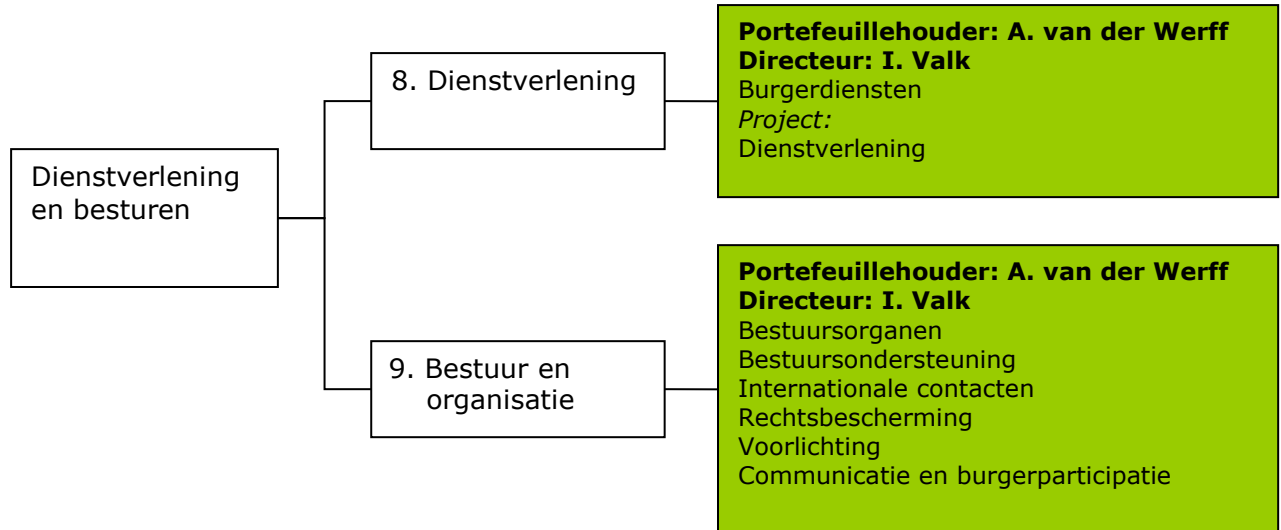 Dienstverlening
en besturen
8. Dienstverlening
Portefeuillehouder: A. van der Werff
Directeur: I. Valk
Burgerdiensten
Project:
Dienstverlening
9. Bestuur en
organisatie
Portefeuillehouder: A. van der Werff
Directeur: I. Valk
Bestuursorganen
Bestuursondersteuning
Internationale contacten
Rechtsbescherming
Voorlichting
Communicatie en burgerparticipatie